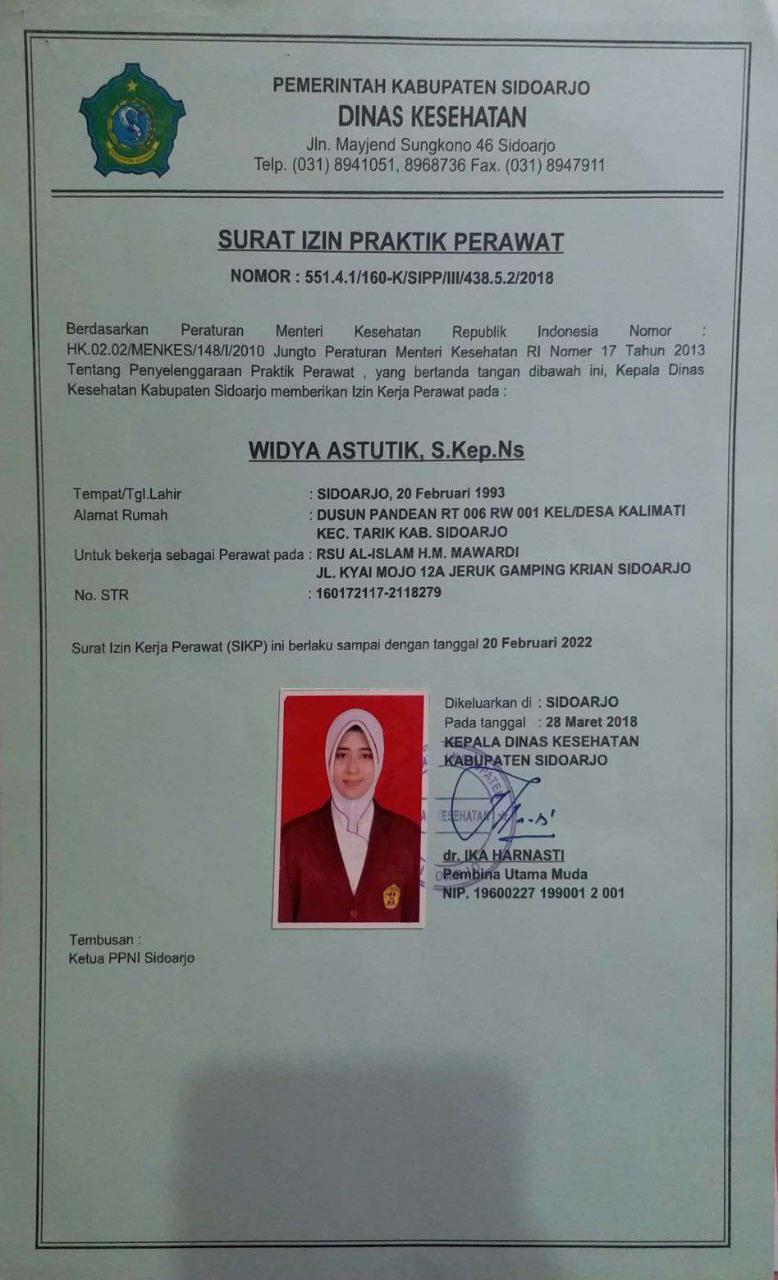 PEMERINTAH KABUPATEN SIDOARJO
DINAS KESEHATAN
Jln. Mayjend Sungkono 46 Sidoarjo
Telp. (031) 8941051, 8968736 Fax. (031) 8947911
SURAT IZIN PRAKTIK PERAWAT
NOMOR : 551.4.1/160-K/SIPP/III/438.5.2/2018
Berdasarkan Peraturan Menteri Kesehatan Republik Indonesia Nomor :
HK.02.02/MENKES/148/I/2010 Jungto Peraturan Menteri Kesehatan RI Nomer 17 Tahun 2013
Tentang Penyelenggaraan Praktik Perawat , yang bertanda tangan dibawah ini, Kepala Dinas
Kesehatan Kabupaten Sidoarjo memberikan Izin Kerja Perawat pada :
WIDYA ASTUTIK, S.Kep.Ns
Tempat/Tgl.Lahir : SIDOARJO, 20 Februari 1993
Alamat Rumah : DUSUN PANDEAN RT 006 RW 001 KEL/DESA KALIMATI
KEC. TARIK KAB. SIDOARJO
Untuk bekerja sebagai Perawat pada : RSU AL-ISLAM H.M. MAWARDI
JL. KYAI MOJO 12A JERUK GAMPING KRIAN SIDOARJO
No. STR : 160172117-2118279
Surat Izin Kerja Perawat (SIKP) ini berlaku sampai dengan tanggal 20 Februari 2022
Dikeluarkan di : SIDOARJO
Pada tanggal : 28 Maret 2018
KEPALA DINAS KESEHATAN
KABUPATEN SIDOARJO
KESEHATAN
dr. IKA HARNASTI
Pembina Utama Muda
NIP. 19600227 199001 2 001
Tembusan :
Ketua PPNI Sidoarjo